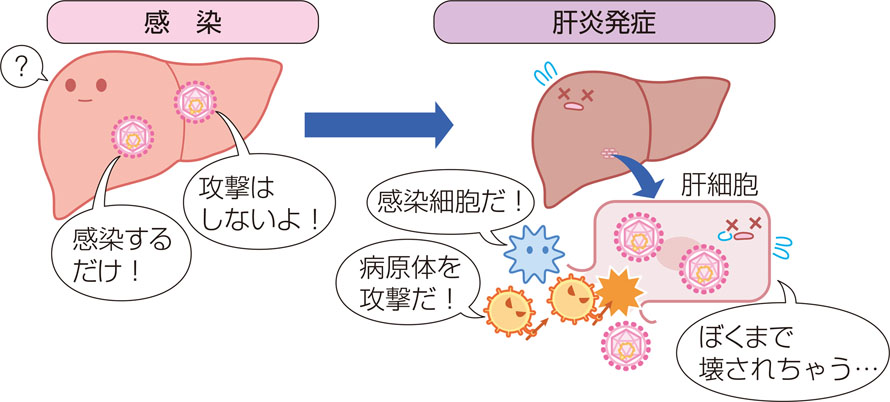 感 染
?
攻撃は
しないよ!
感染する
だけ!
肝炎発症
肝細胞
感染細胞だ!
病原体を
攻撃だ!
ぼくまで
壊されちゃう…